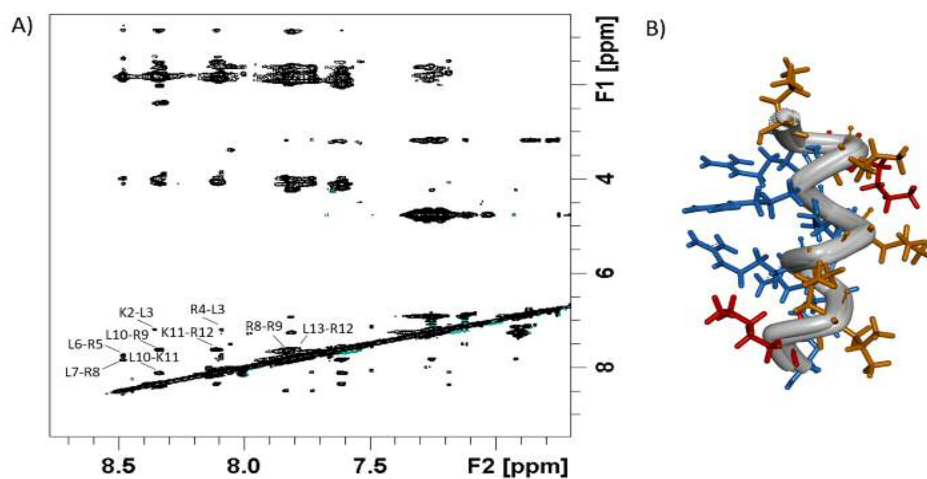 A)
B)
F1 [ppm]
4
6
8
K2-L3
R4-L3
L10-R9
K11-R12
R8-R9
L13-R12
L6-R5
L10-K11
L7-R8
8.5
8.0
7.5
F2 [ppm]